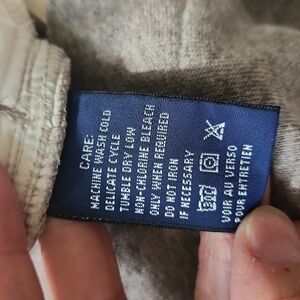 CARE:
MACHINE WASH COLD
DELICATE CYCLE
TUMBLE DRY LOW
NON-CHLORINE BLEACH
ONLY WHEN REQUIRED
DO NOT IRON
IF NECESSARY
VOIR AU VERSO
POUR ENTRETIEN